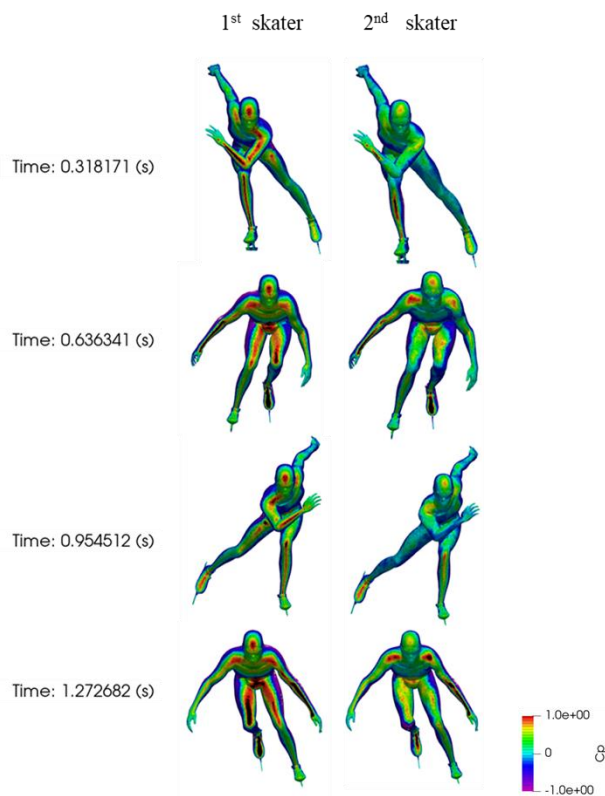 1st skater 2nd skater
Time: 0.318171 (s)
Time: 0.636341 (s)
Time: 0.954512 (s)
Time: 1.272682 (s)
1.0e+00
0
-1.0e+00
Cp